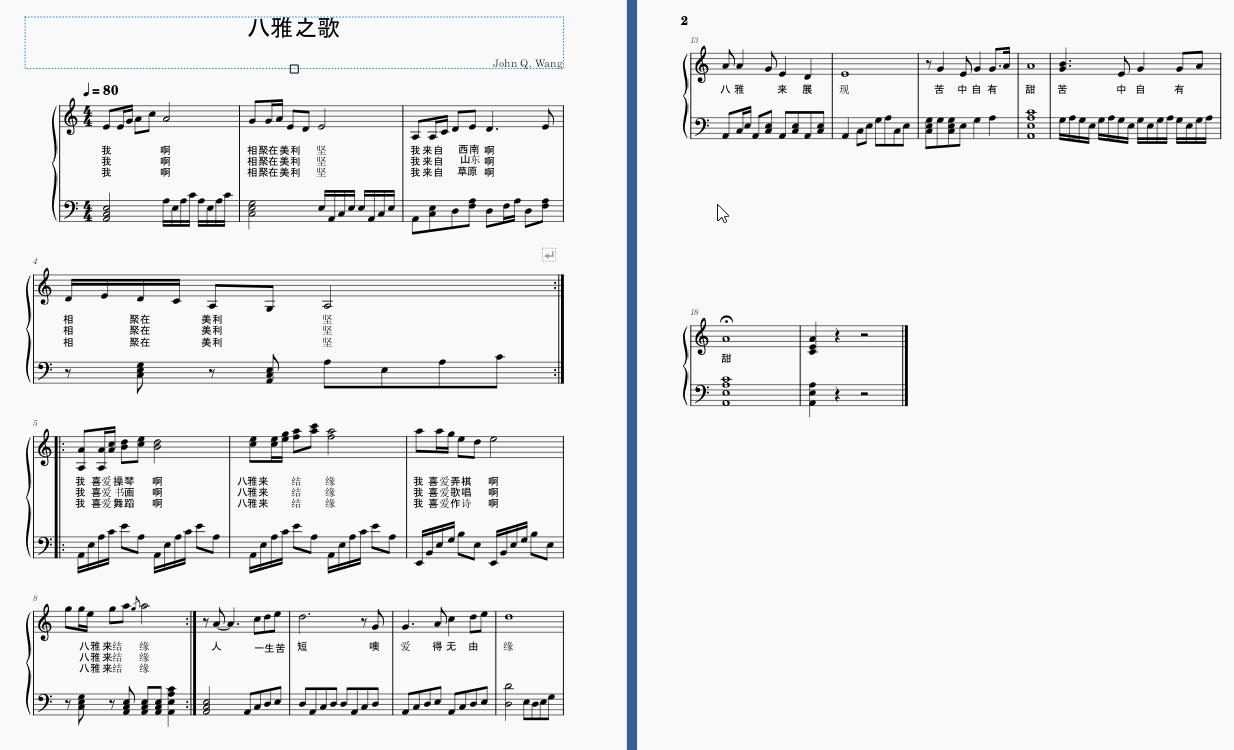 八雅之歌
John Q. Wang
♩ = 80
我 啊 相聚在美利 坚 我来自 西南 啊
我 啊 相聚在美利 坚 我来自 山东 啊
我 啊 相聚在美利 坚 我来自 草原 啊
4
相 聚在 美利 坚
相 聚在 美利 坚
相 聚在 美利 坚
5
我 喜爱操琴 啊 八雅来 结 缘 我 喜爱弄棋 啊
我 喜爱书画 啊 八雅来 结 缘 我 喜爱歌唱 啊
我 喜爱舞蹈 啊 八雅来 结 缘 我 喜爱作诗 啊
8
八雅来结 缘 人 一生苦 短 噢 爱 得无 由 缘
八雅来结 缘
八雅来结 缘
2
13
八雅 来 展 现 苦 中自有 甜 苦 中自 有
18
甜